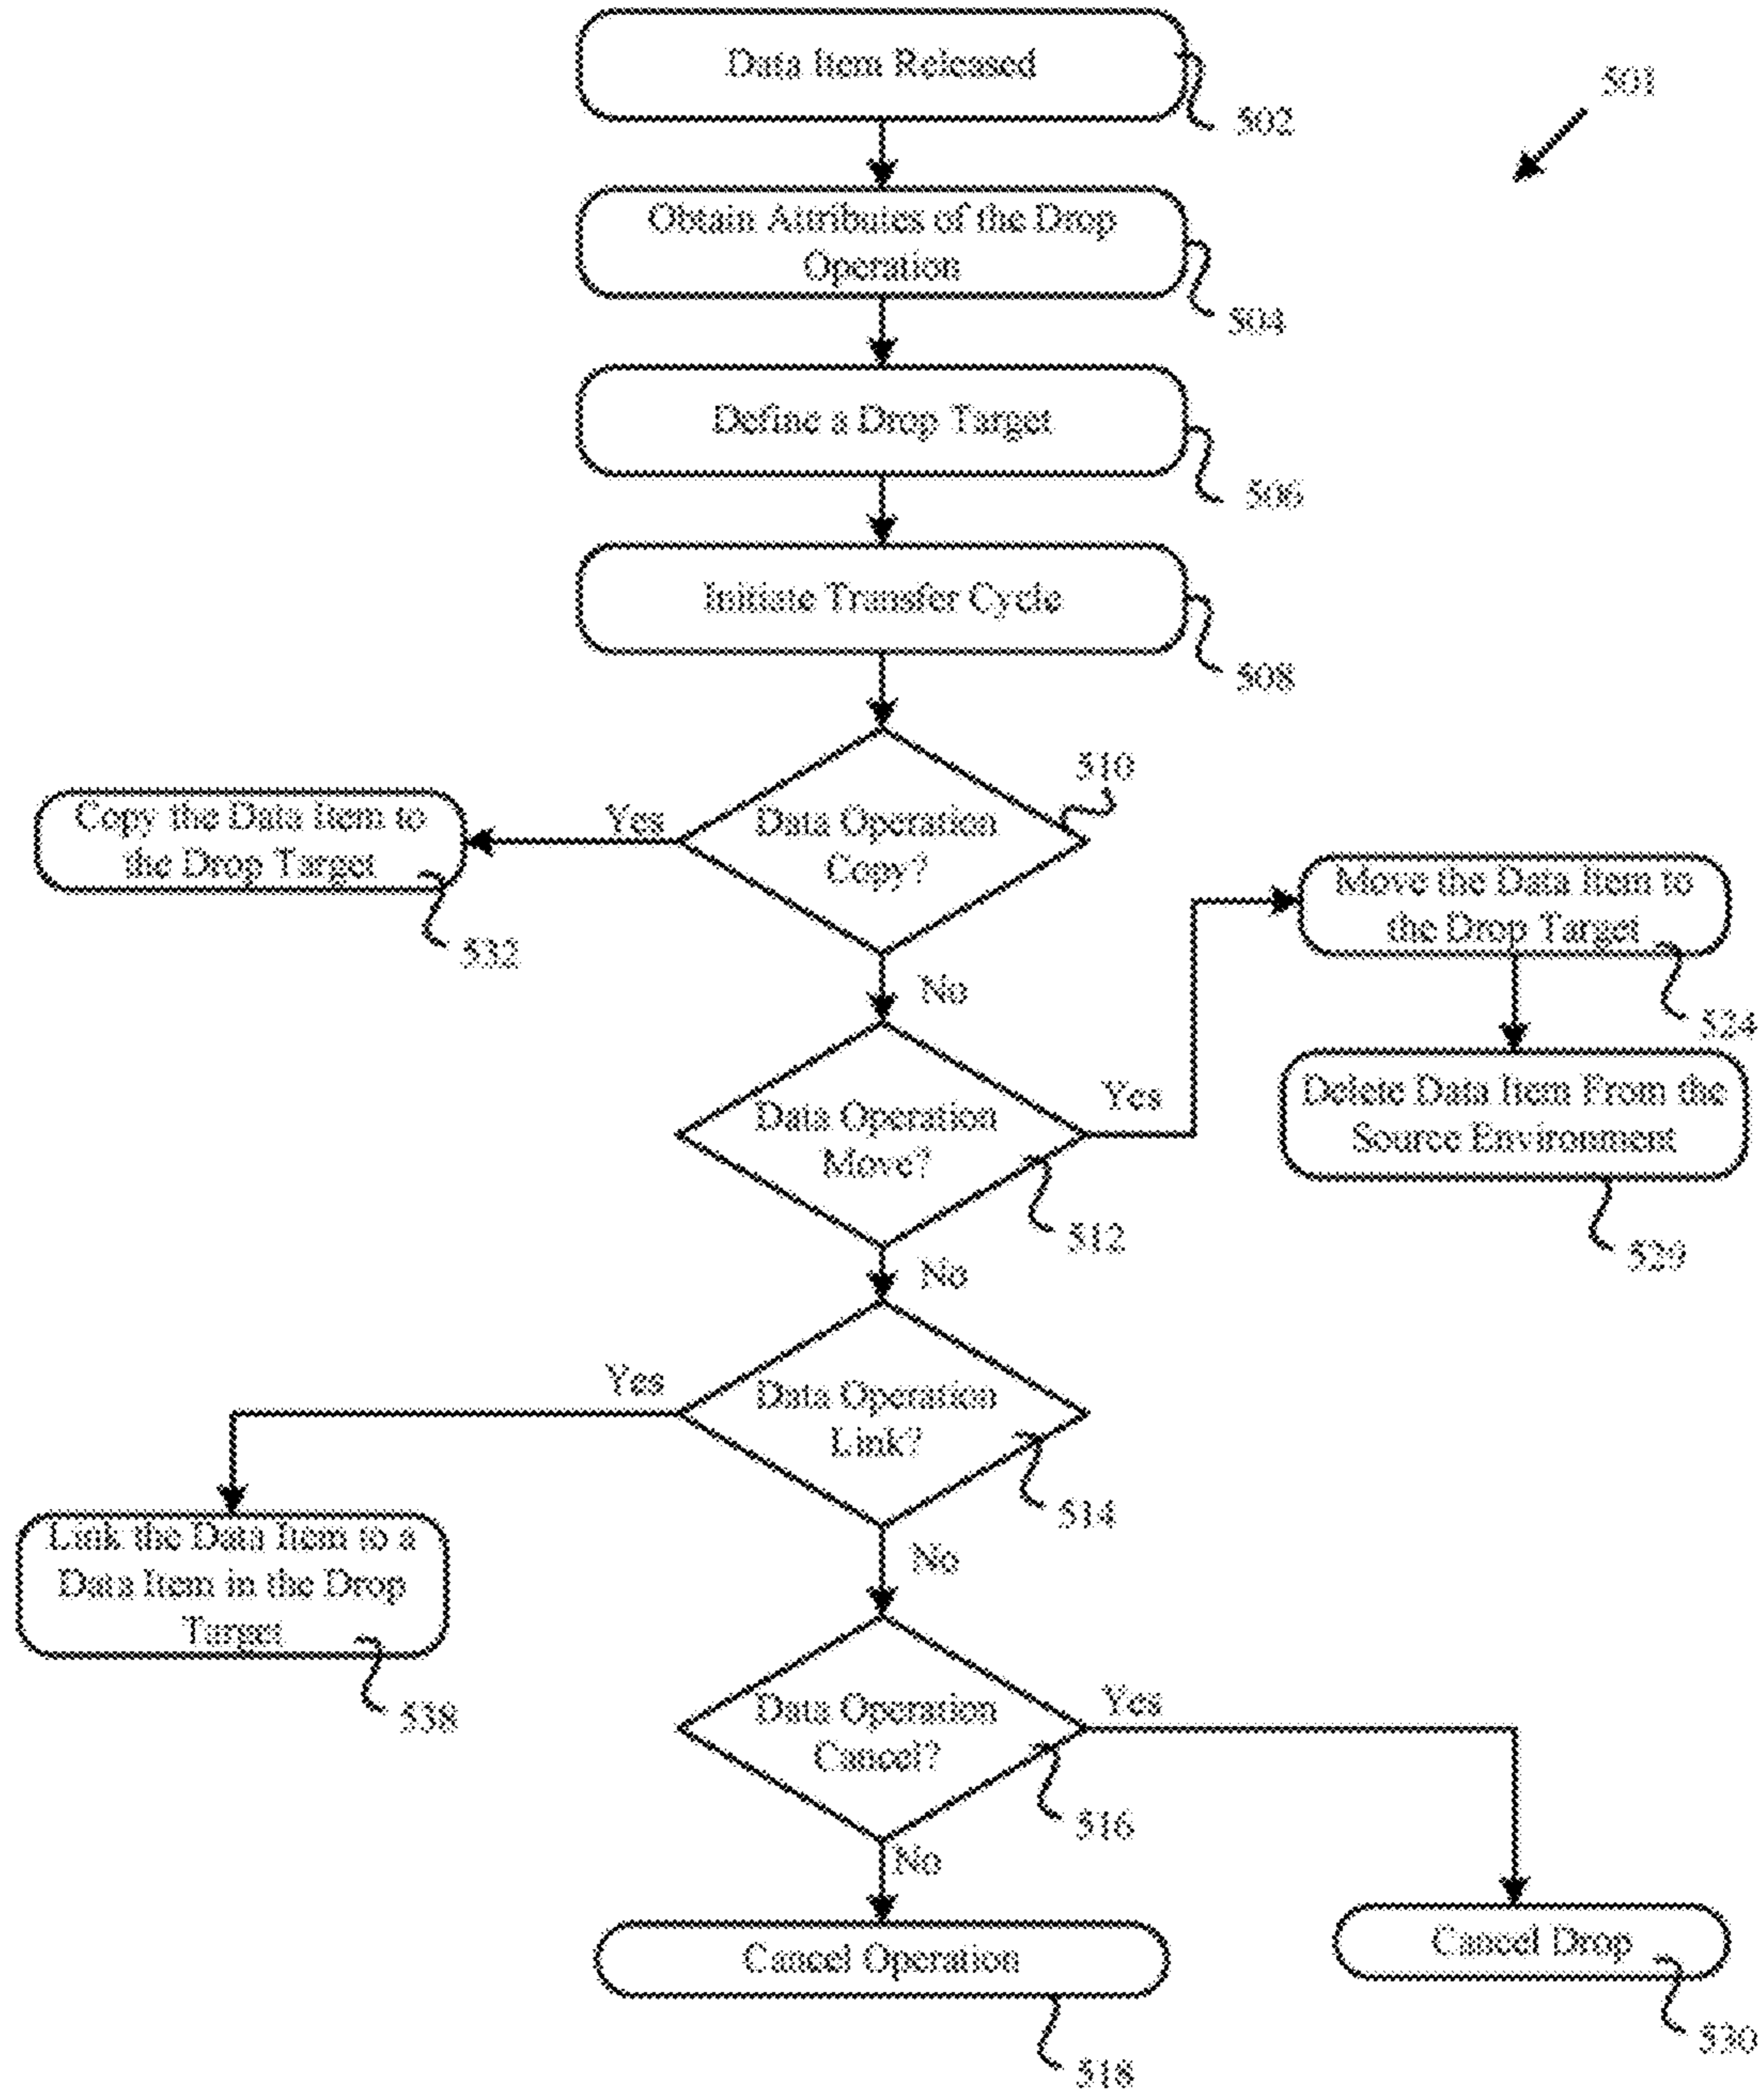 Data Item Released
502
501
Obtain Attributes of the Drop
Operation
504
Define a Drop Target
506
Initiate Transfer Cycle
508
510
Data Operation
Copy?
Yes
Copy the Data Item to
the Drop Target
532
No
Move the Data Item to
the Drop Target
524
Data Operation
Move?
Yes
512
Delete Data Item From the
Source Environment
529
No
Data Operation
Link?
Yes
514
Link the Data Item to a
Data Item in the Drop
Target
538
No
Data Operation
Cancel?
Yes
516
No
Cancel Operation
518
Cancel Drop
530